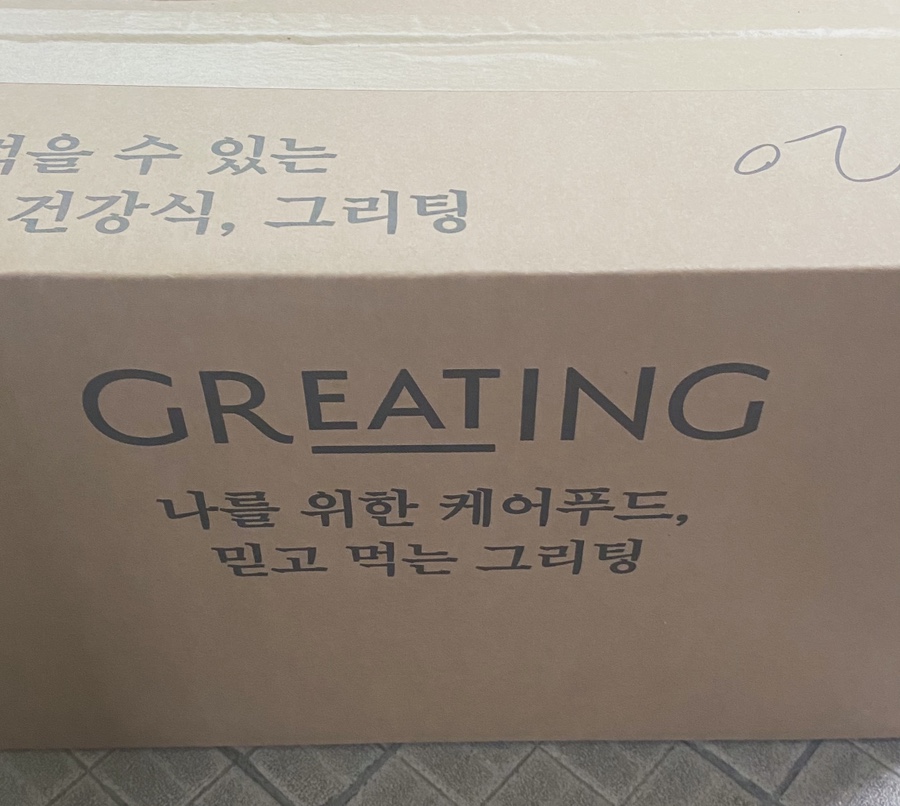 을 수 있는
건강식, 그리팅
GREATING
나를 위한 케어푸드,
믿고 먹는 그리팅